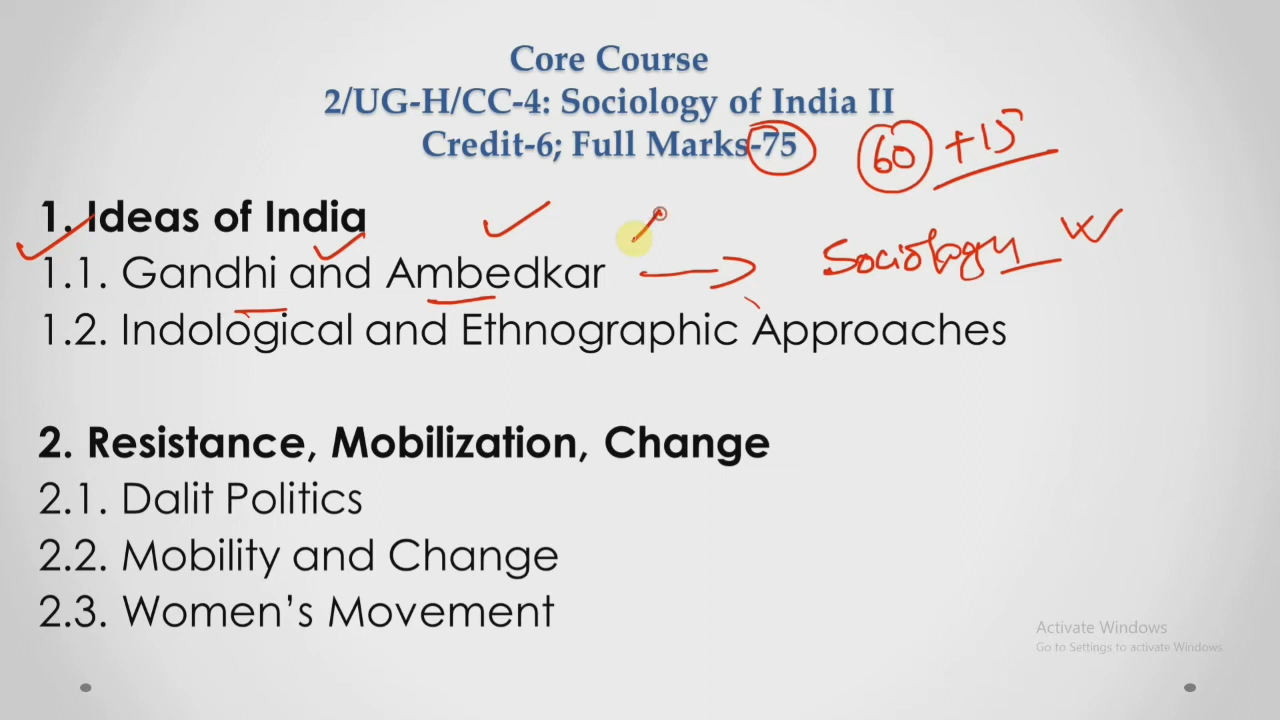 Core Course
2/UG-H/CC-4: Sociology of India II
Credit-6; Full Marks-75
60 + 15
1. Ideas of India
1.1. Gandhi and Ambedkar
Sociology
1.2. Indological and Ethnographic Approaches
2. Resistance, Mobilization, Change
2.1. Dalit Politics
2.2. Mobility and Change
2.3. Women's Movement
Activate Windows
Go to Settings to activate Windows.